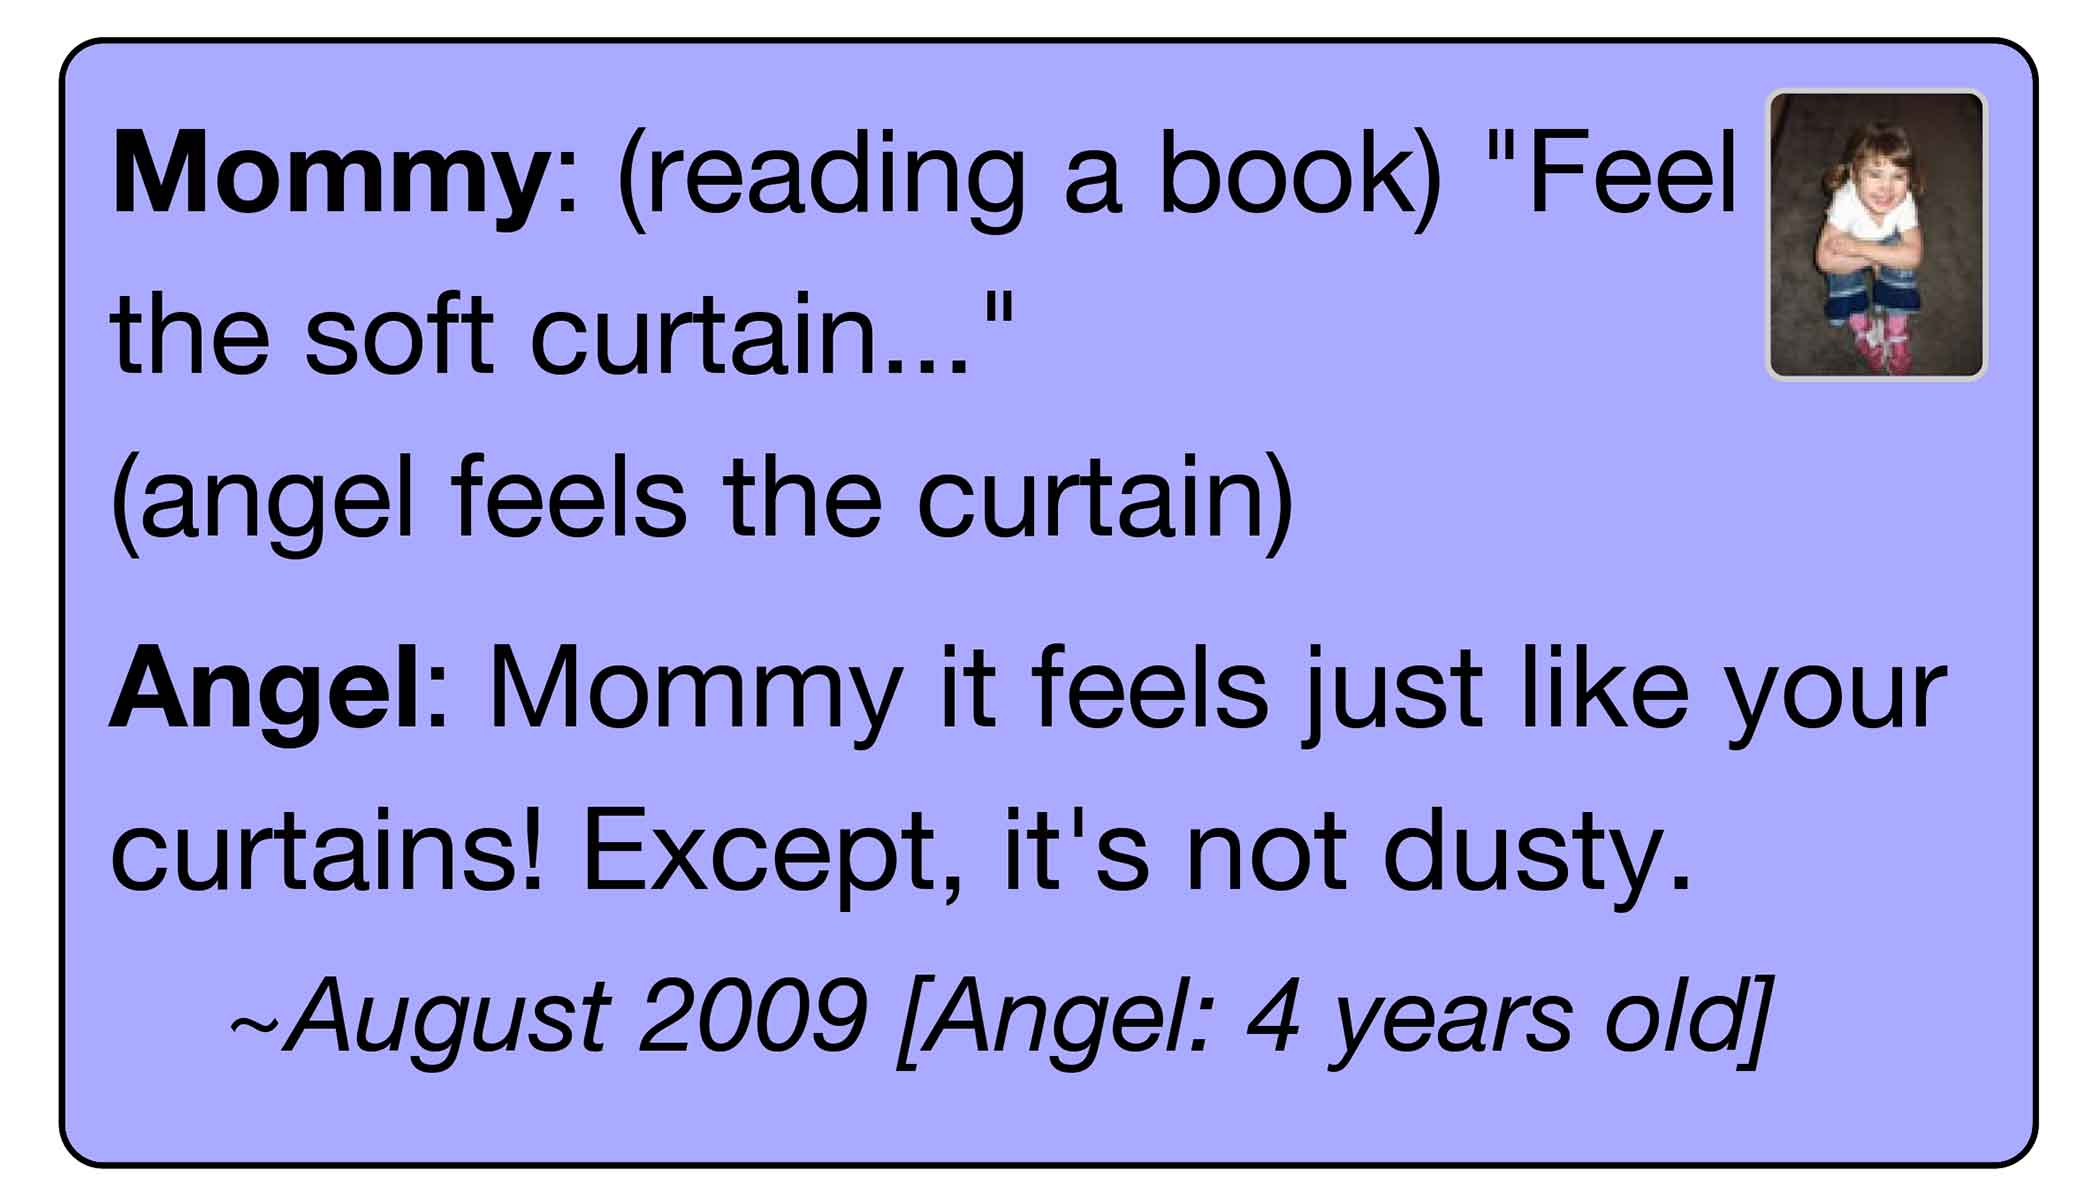 Mommy: (reading a book) "Feel
the soft curtain..."
(angel feels the curtain)
Angel: Mommy it feels just like your
curtains! Except, it's not dusty.
~August 2009 [Angel: 4 years old]